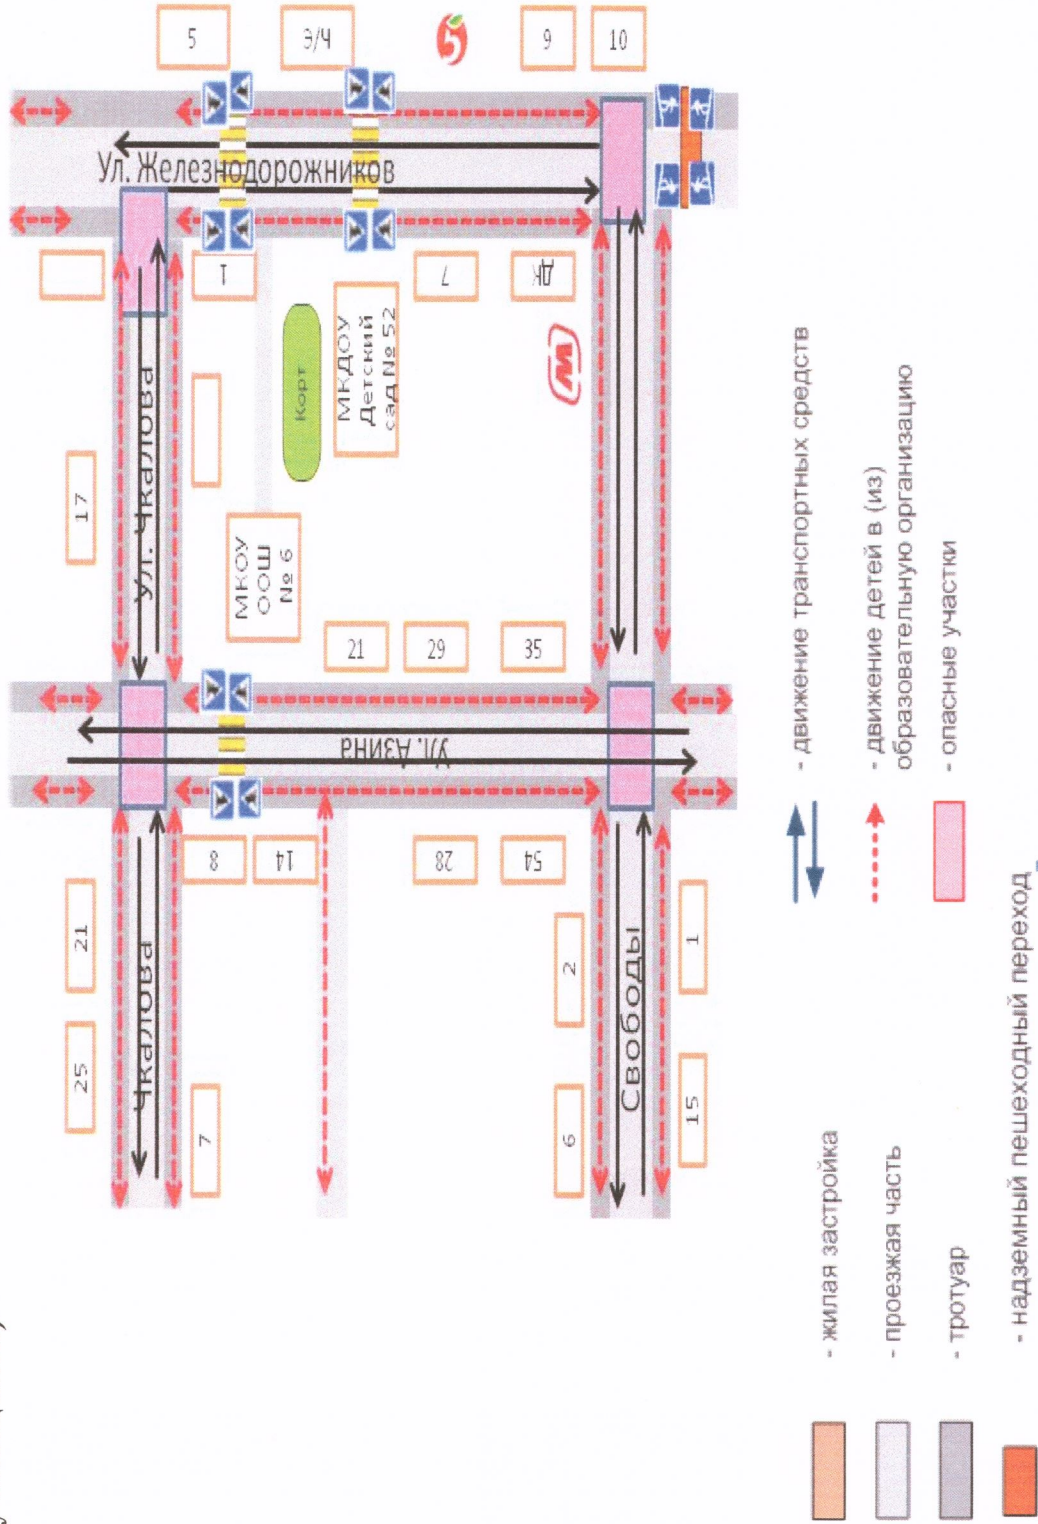 5
Э/Ч
5
9
10
Ул. Железнодорожников
1
7
ДК
М
Корт
МКДОУ
Детский
сад № 52
17
Ул. Чкалова
МКОУ
ООШ
№ 6
21
29
35
Ул. Азина
8
14
28
54
21
25
Чкалова
7
2
6
Свободы
1
15
- движение транспортных средств
- движение детей в (из)
образовательную организацию
- опасные участки
- жилая застройка
- проезжая часть
- тротуар
- надземный пешеходный переход